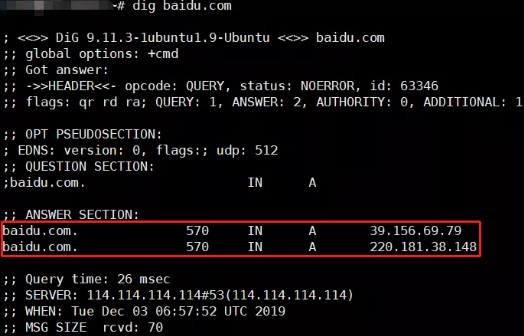 -# dig baidu.com
; <<>> DiG 9.11.3-1ubuntu1.9-Ubuntu <<>> baidu.com
;; global options: +cmd
;; Got answer:
;; ->>HEADER<<- opcode: QUERY, status: NOERROR, id: 63346
;; flags: qr rd ra; QUERY: 1, ANSWER: 2, AUTHORITY: 0, ADDITIONAL: 1
;; OPT PSEUDOSECTION:
; EDNS: version: 0, flags:; udp: 512
;; QUESTION SECTION:
;baidu.com. IN A
;; ANSWER SECTION:
baidu.com. 570 IN A 39.156.69.79
baidu.com. 570 IN A 220.181.38.148
;; Query time: 26 msec
;; SERVER: 114.114.114.114#53(114.114.114.114)
;; WHEN: Tue Dec 03 06:57:52 UTC 2019
;; MSG SIZE rcvd: 70